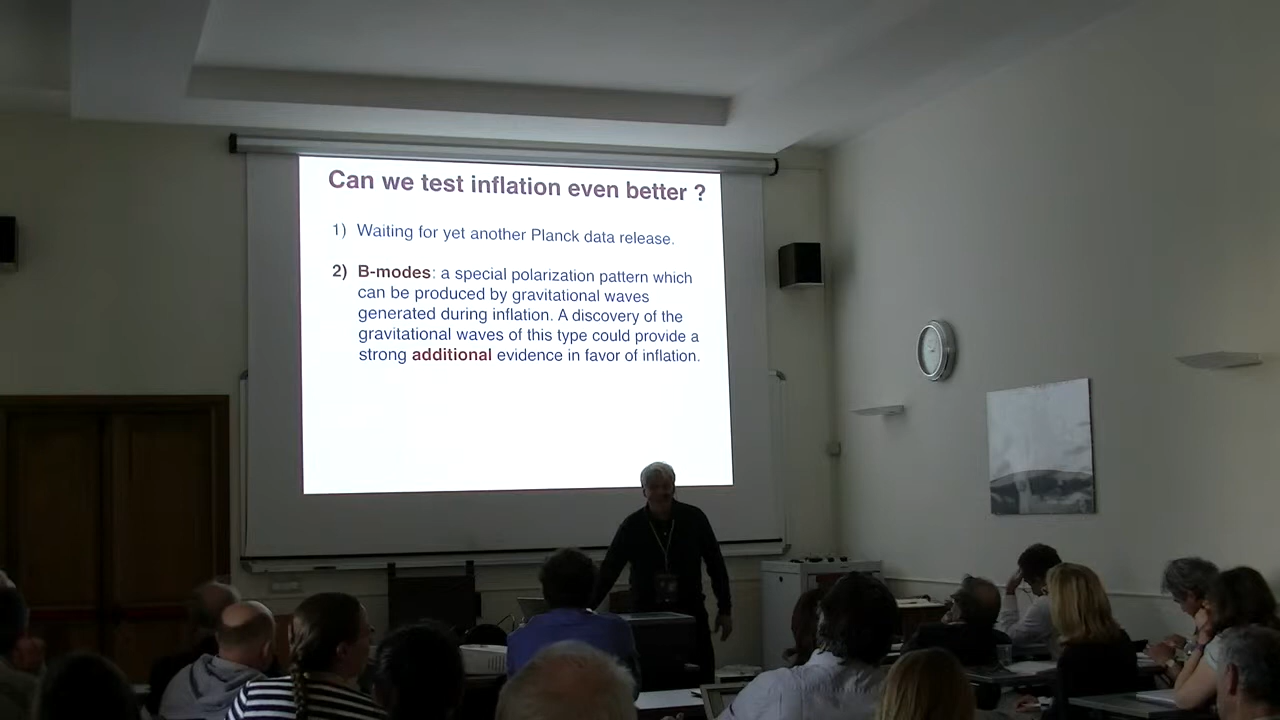 Can we test inflation even better ?
1) Waiting for yet another Planck data release.
2) B-modes: a special polarization pattern which
can be produced by gravitational waves
generated during inflation. A discovery of the
gravitational waves of this type could provide a
strong additional evidence in favor of inflation.